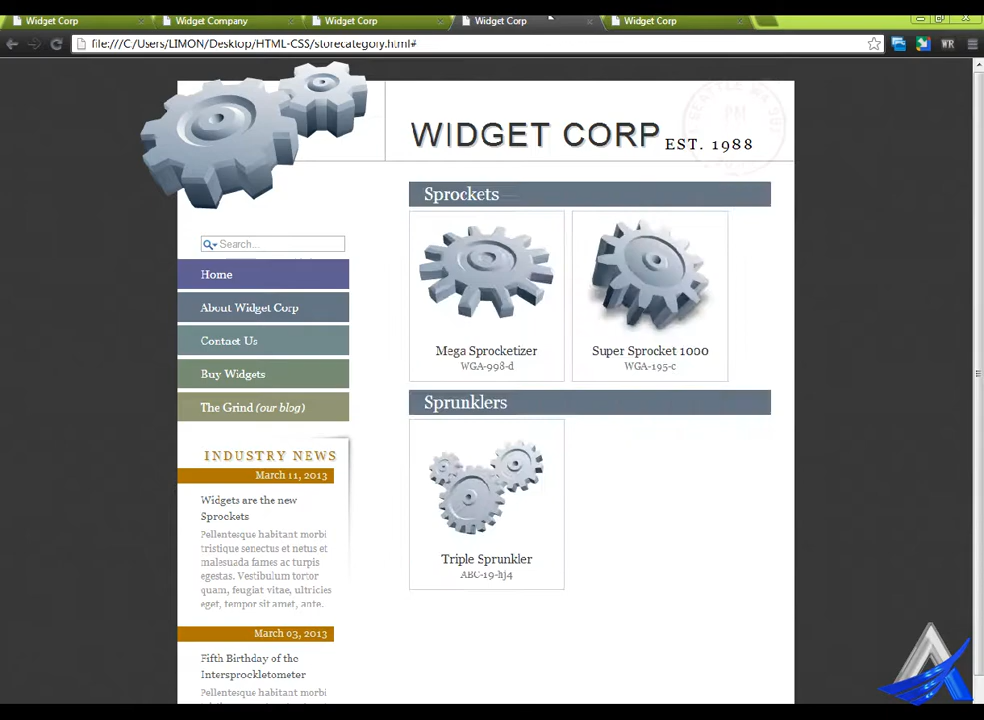 Widget Corp
Widget Company
Widget Corp
Widget Corp
Widget Corp
file:///C:/Users/LIMON/Desktop/HTML-CSS/storecategory.html#
WR
WIDGET CORP EST. 1988
Sprockets
Search...
Home
About Widget Corp
Contact Us
Buy Widgets
The Grind (our blog)
Mega Sprocketizer
WGA-998-d
Super Sprocket 1000
WGA-195-c
Sprunklers
Triple Sprunkler
ABC-19-hj4
INDUSTRY NEWS
March 11, 2013
Widgets are the new
Sprockets
Pellentesque habitant morbi
tristique senectus et netus et
malesuada fames ac turpis
egestas. Vestibulum tortor
quam, feugiat vitae, ultricies
eget, tempor sit amet, ante.
March 03, 2013
Fifth Birthday of the
Intersprockletometer
Pellentesque habitant morbi